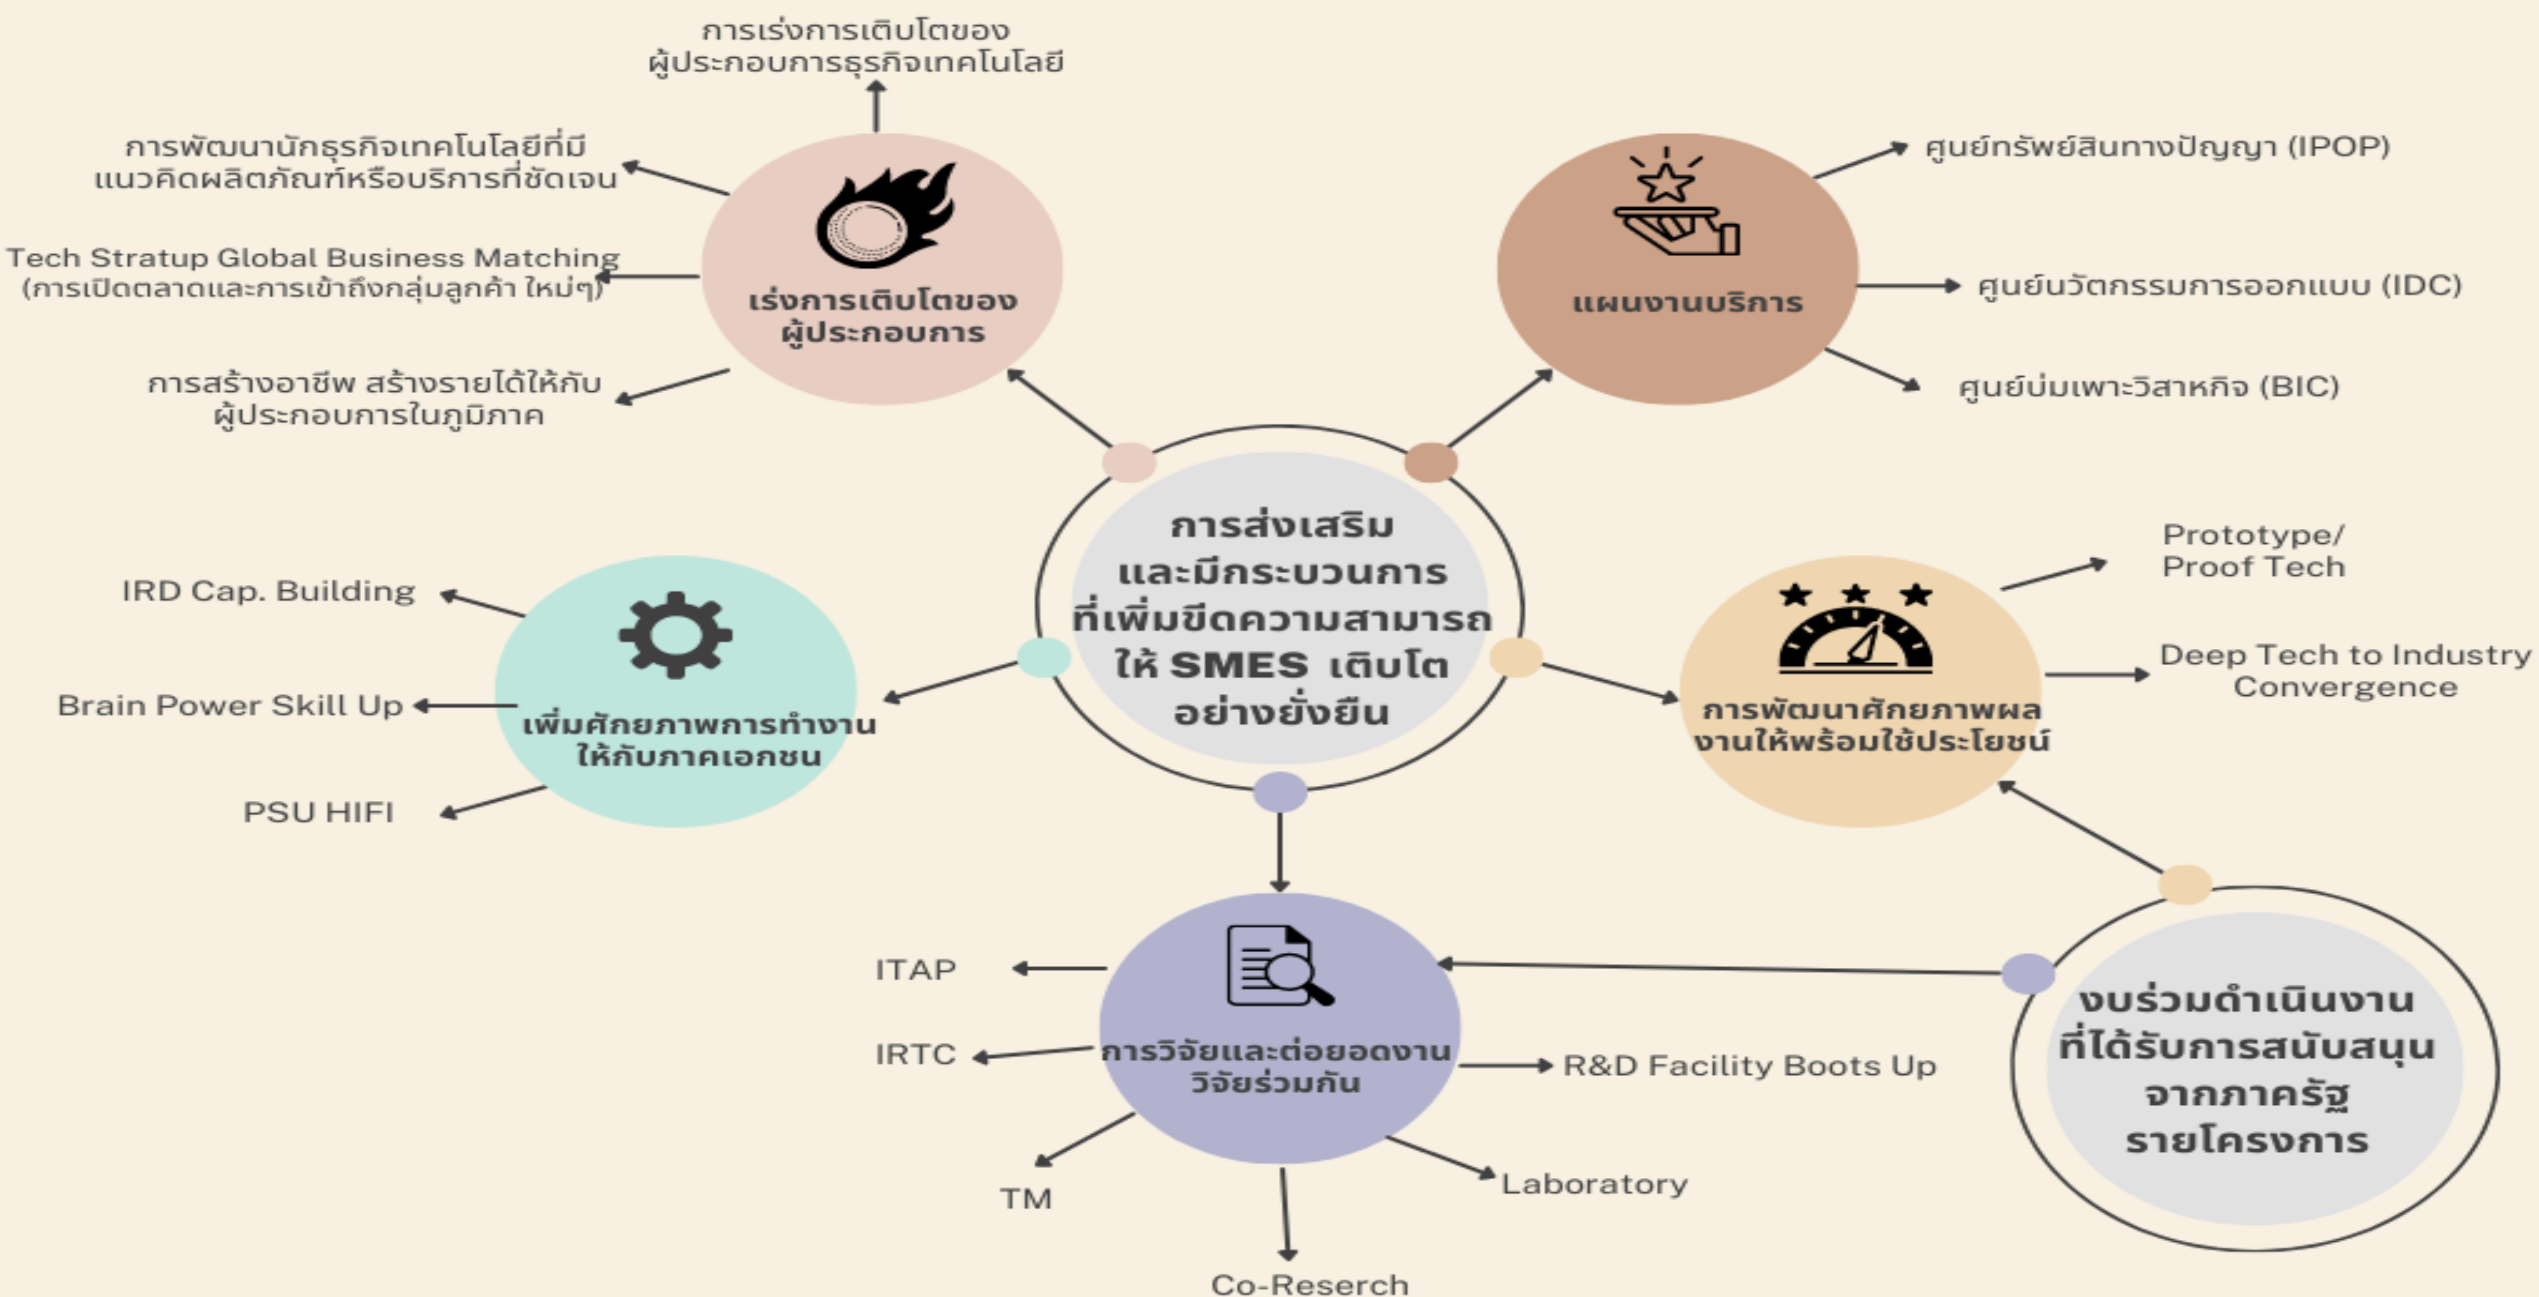 การเร่งการเติบโตของ
ผู้ประกอบการธุรกิจเทคโนโลยี
การพัฒนานักธุรกิจเทคโนโลยีที่มี
แนวคิดผลิตภัณฑ์หรือบริการที่ชัดเจน
Tech Stratup Global Business Matching
(การเปิดตลาดและการเข้าถึงกลุ่มลูกค้า ใหม่ๆ)
การสร้างอาชีพ สร้างรายได้ให้กับ
ผู้ประกอบการในภูมิภาค
เร่งการเติบโตของ
ผู้ประกอบการ
แผนงานบริการ
ศูนย์ทรัพย์สินทางปัญญา (IPOP)
ศูนย์นวัตกรรมการออกแบบ (IDC)
ศูนย์บ่มเพาะวิสาหกิจ (BIC)
การส่งเสริม
และมีกระบวนการ
ที่เพิ่มขีดความสามารถ
ให้ SMES เติบโต
อย่างยั่งยืน
IRD Cap. Building
Brain Power Skill Up
PSU HIFI
เพิ่มศักยภาพการทำงาน
ให้กับภาคเอกชน
การพัฒนาศักยภาพผล
งานให้พร้อมใช้ประโยชน์
Prototype/
Proof Tech
Deep Tech to Industry
Convergence
ITAP
IRTC
TM
Co-Reserch
Laboratory
R&D Facility Boots Up
การวิจัยและต่อยอดงาน
วิจัยร่วมกัน
งบร่วมดำเนินงาน
ที่ได้รับการสนับสนุน
จากภาครัฐ
รายโครงการ